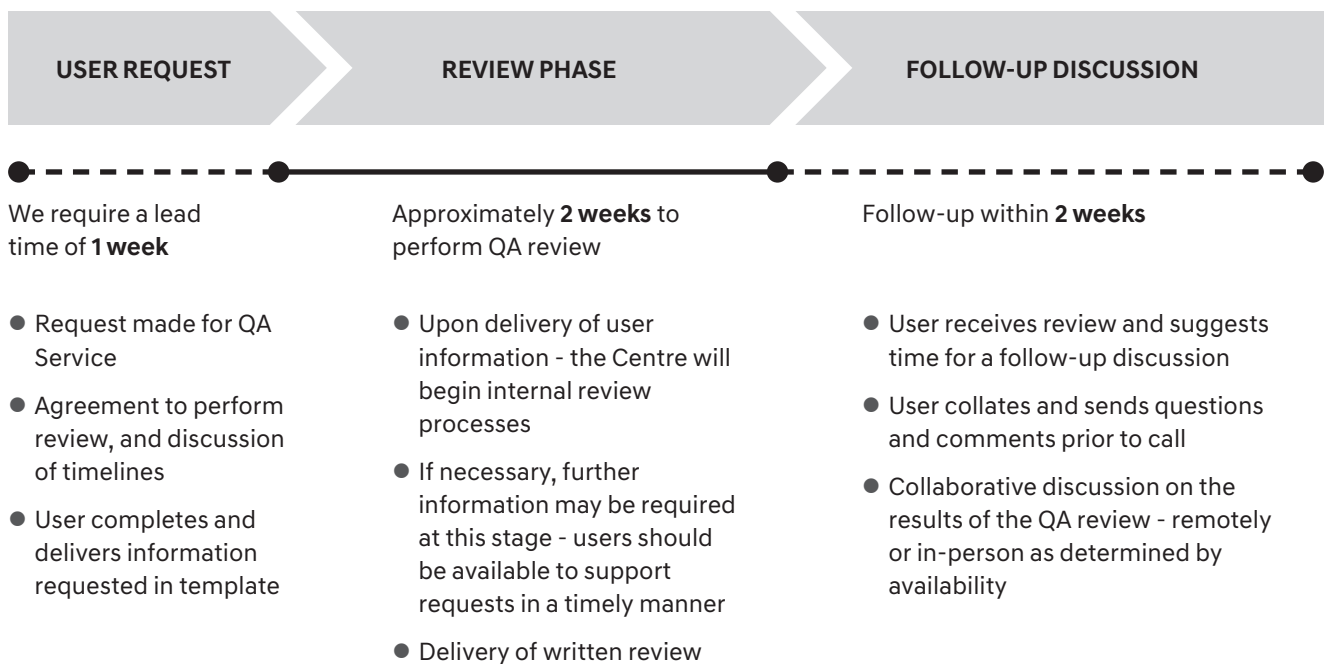 USER REQUEST
REVIEW PHASE
FOLLOW-UP DISCUSSION
We require a lead
time of 1 week
● Request made for QA
Service
● Agreement to perform
review, and discussion
of timelines
● User completes and
delivers information
requested in template
Approximately 2 weeks to
perform QA review
● Upon delivery of user
information - the Centre will
begin internal review
processes
● If necessary, further
information may be required
at this stage - users should
be available to support
requests in a timely manner
● Delivery of written review
Follow-up within 2 weeks
● User receives review and suggests
time for a follow-up discussion
● User collates and sends questions
and comments prior to call
● Collaborative discussion on the
results of the QA review - remotely
or in-person as determined by
availability